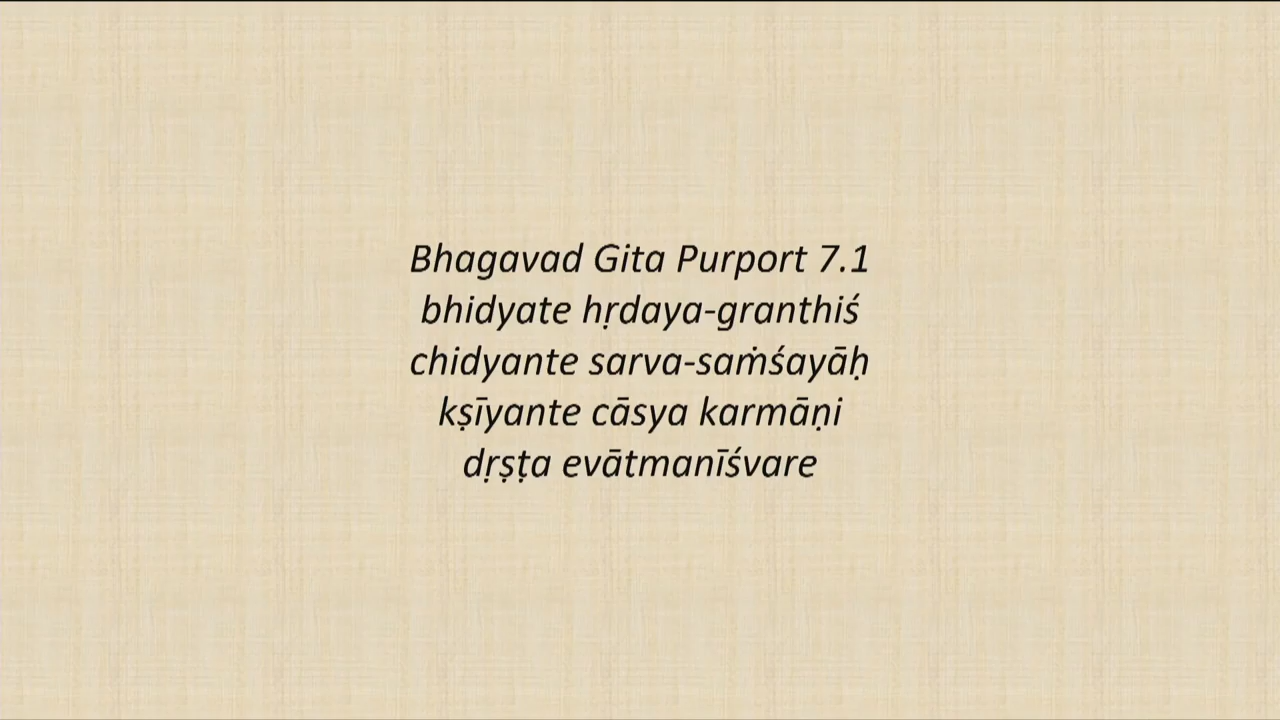 Bhagavad Gita Purport 7.1
bhidyate hṛdaya-granthiś
chidyante sarva-saṁśayāḥ
kṣīyante cāsya karmāṇi
dṛṣṭa evātmanīśvare